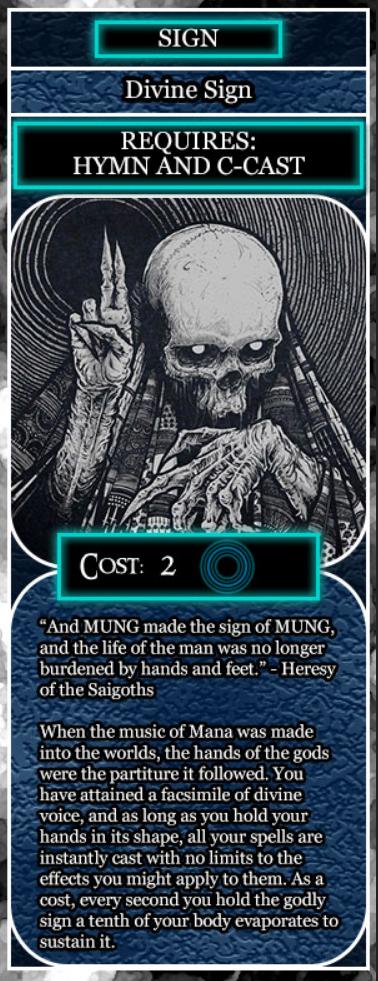 SIGN
Divine Sign
REQUIRES:
HYMN AND C-CAST
COST: 2
“And MUNG made the sign of MUNG,
and the life of the man was no longer
burdened by hands and feet.” - Heresy
of the Saigoths
When the music of Mana was made
into the worlds, the hands of the gods
were the partiture it followed. You
have attained a facsimile of divine
voice, and as long as you hold your
hands in its shape, all your spells are
instantly cast with no limits to the
effects you might apply to them. As a
cost, every second you hold the godly
sign a tenth of your body evaporates to
sustain it.